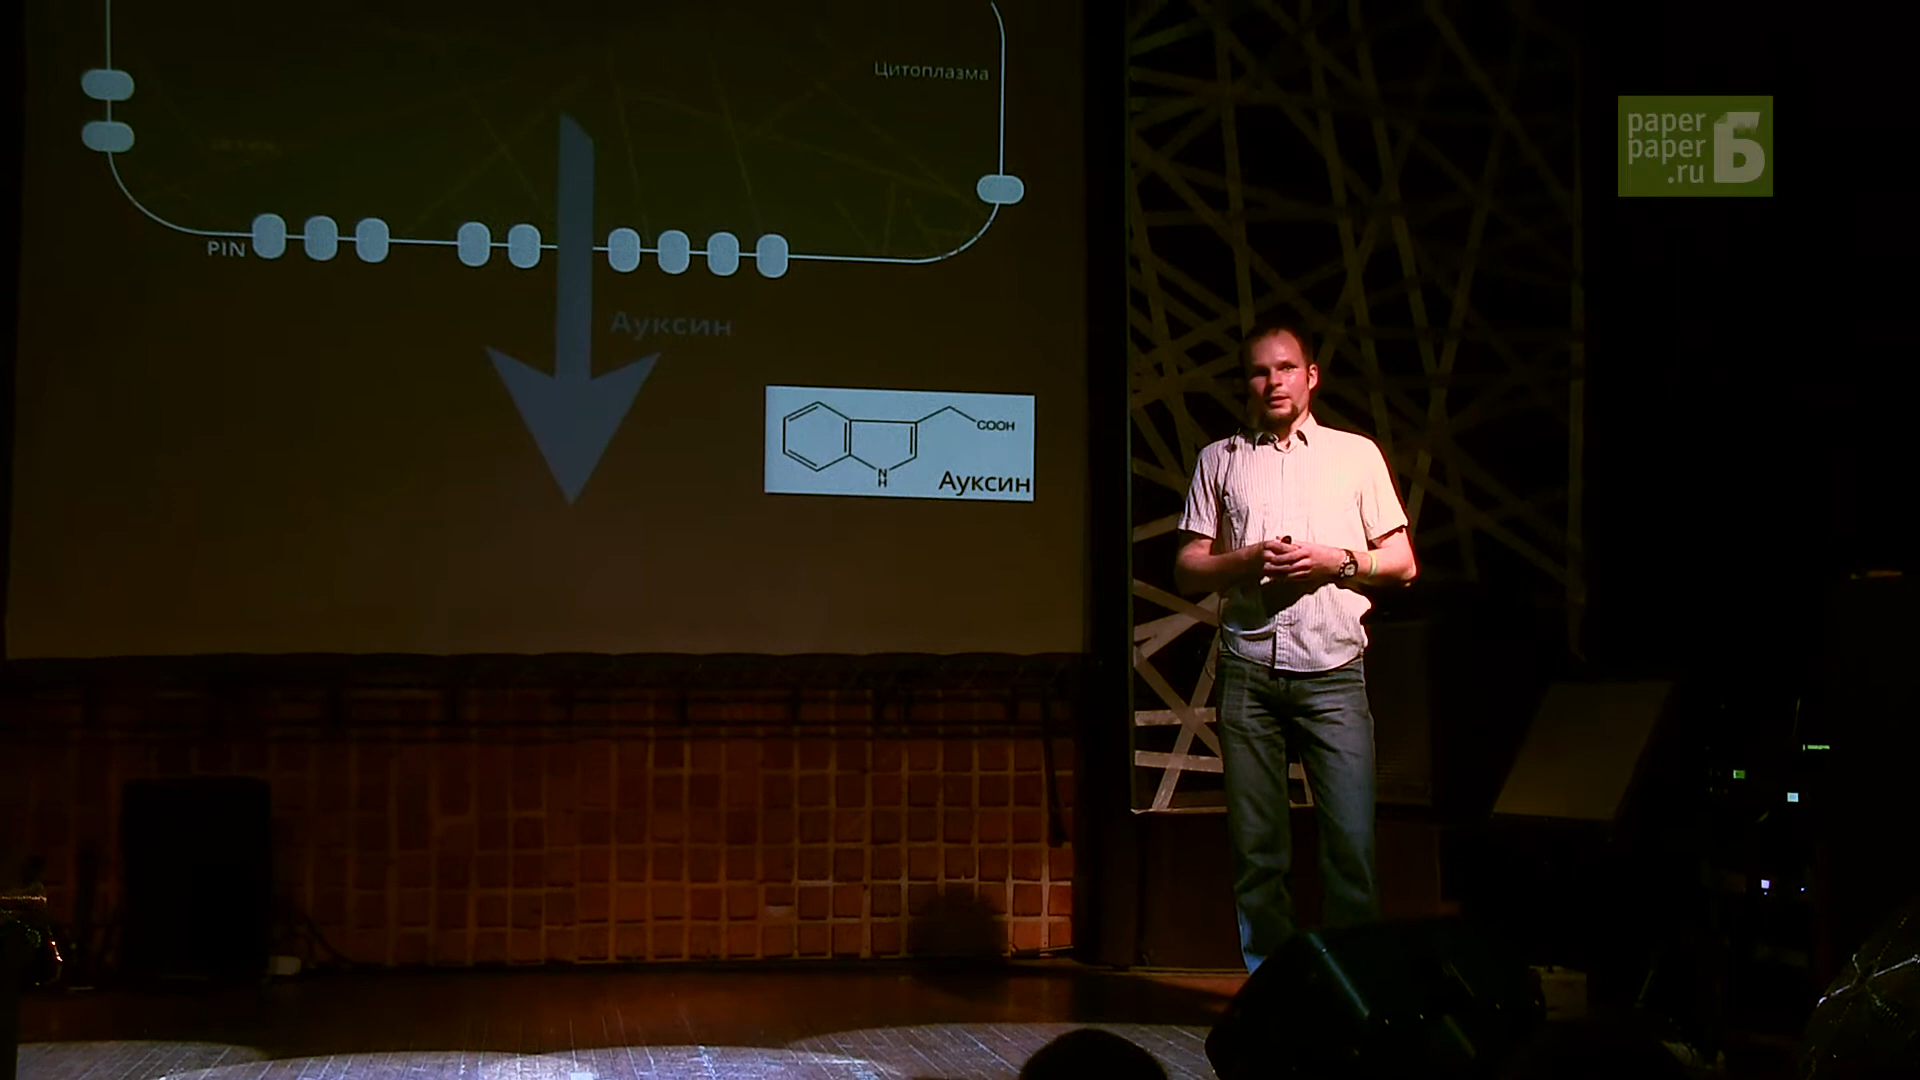 Цитоплазма
PIN
Ауксин
COOH
N
H
Ауксин
paper
paper
.ru
Б